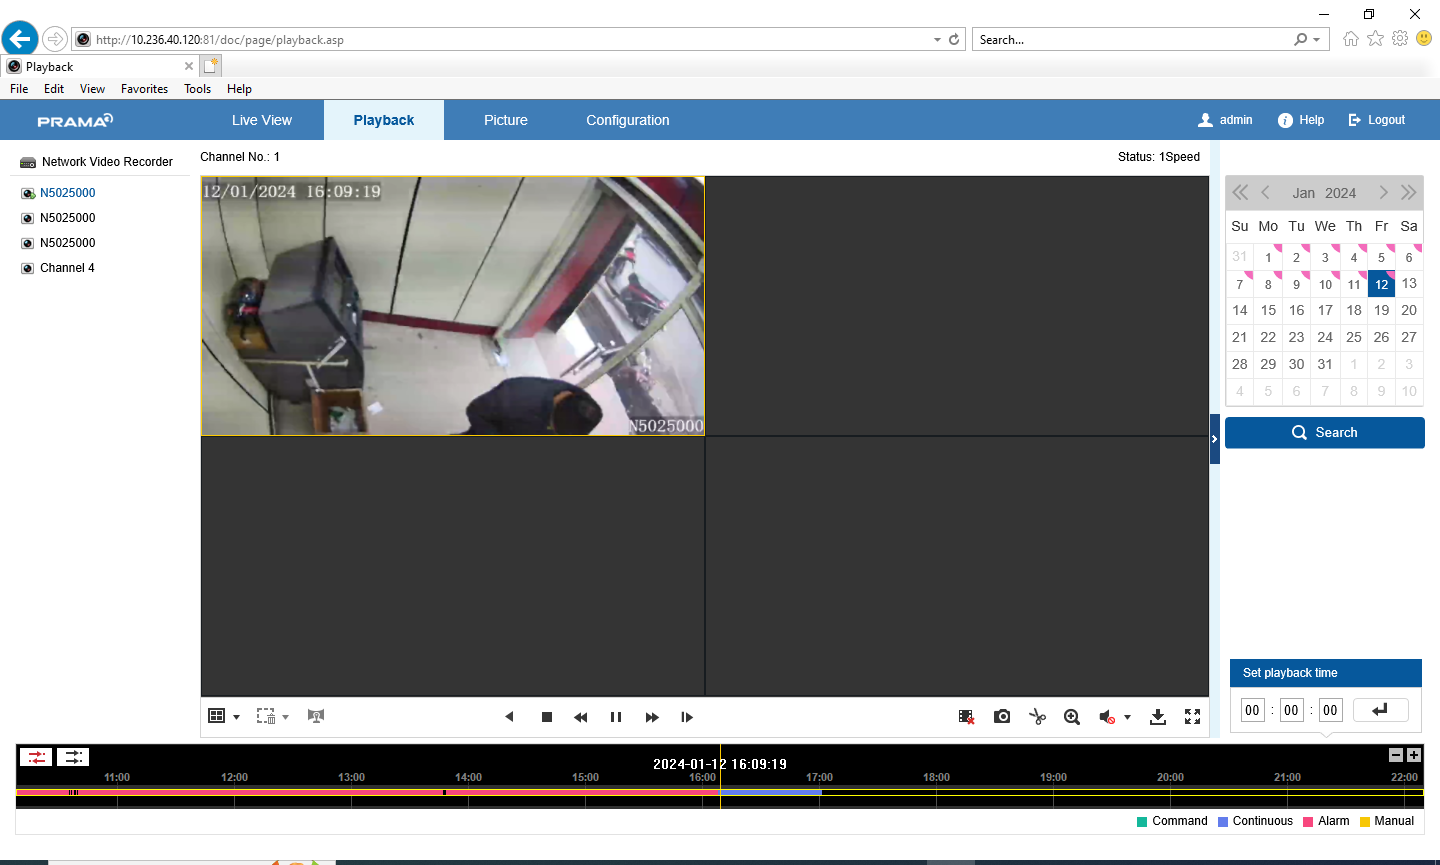 http://10.236.40.120:81/doc/page/playback.asp
Search...
Playback
File Edit View Favorites Tools Help
PRAMA
Live View Playback Picture Configuration
admin Help Logout
Network Video Recorder
N5025000
N5025000
N5025000
Channel 4
Channel No.: 1
Status: 1Speed
12/01/2024 16:09:19
N5025000
Jan 2024
Su Mo Tu We Th Fr Sa
31 1 2 3 4 5 6
7 8 9 10 11 12 13
14 15 16 17 18 19 20
21 22 23 24 25 26 27
28 29 30 31 1 2 3
4 5 6 7 8 9 10
Search
Set playback time
00 : 00 : 00
2024-01-12 16:09:19
11:00 12:00 13:00 14:00 15:00 16:00 17:00 18:00 19:00 20:00 21:00 22:00
Command Continuous Alarm Manual